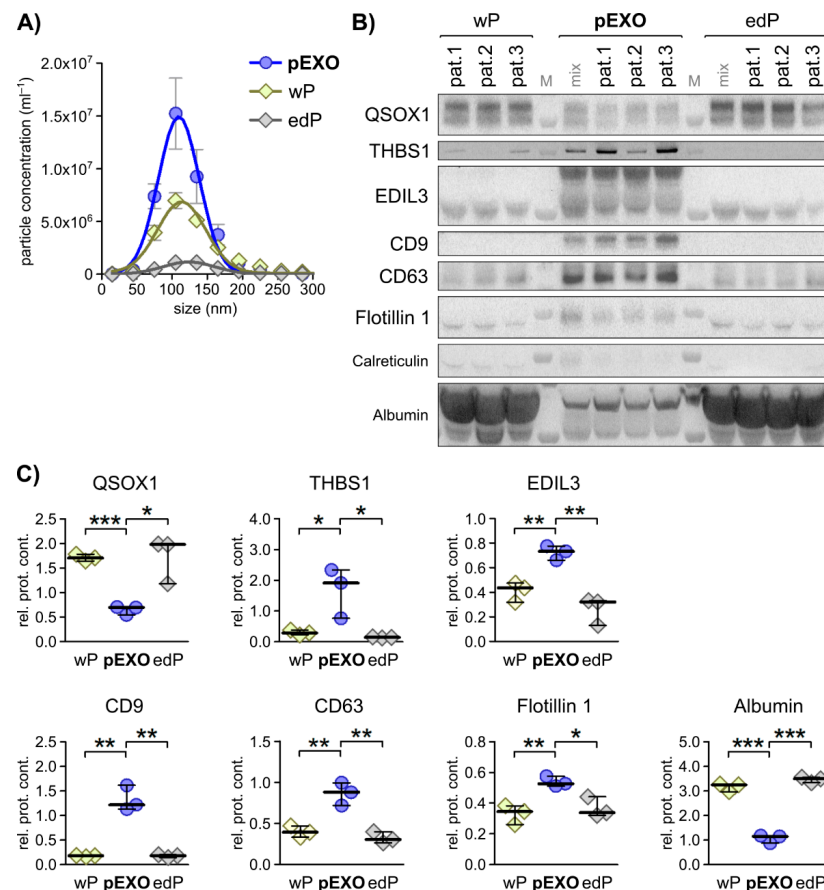 A)
pEXO
wP
edP
particle concentration (ml⁻¹)
2.0x10⁷
1.5x10⁷
1.0x10⁷
5.0x10⁶
0
0 50 100 150 200 250 300
size (nm)
B)
wP pEXO edP
pat.1 pat.2 pat.3 M mix pat.1 pat.2 pat.3 M mix pat.1 pat.2 pat.3
QSOX1
THBS1
EDIL3
CD9
CD63
Flotillin 1
Calreticulin
Albumin
C)
QSOX1
rel. prot. cont.
2.5
2.0
1.5
1.0
0.5
0.0
*** *
wP pEXO edP
THBS1
rel. prot. cont.
4.0
3.0
2.0
1.0
0.0
* *
wP pEXO edP
EDIL3
rel. prot. cont.
1.0
0.8
0.6
0.4
0.2
0.0
** **
wP pEXO edP
CD9
rel. prot. cont.
2.5
2.0
1.5
1.0
0.5
0.0
** **
wP pEXO edP
CD63
rel. prot. cont.
1.5
1.0
0.5
0.0
** **
wP pEXO edP
Flotillin 1
rel. prot. cont.
0.8
0.6
0.4
0.2
0.0
** *
wP pEXO edP
Albumin
rel. prot. cont.
5.0
4.0
3.0
2.0
1.0
0.0
*** ***
wP pEXO edP